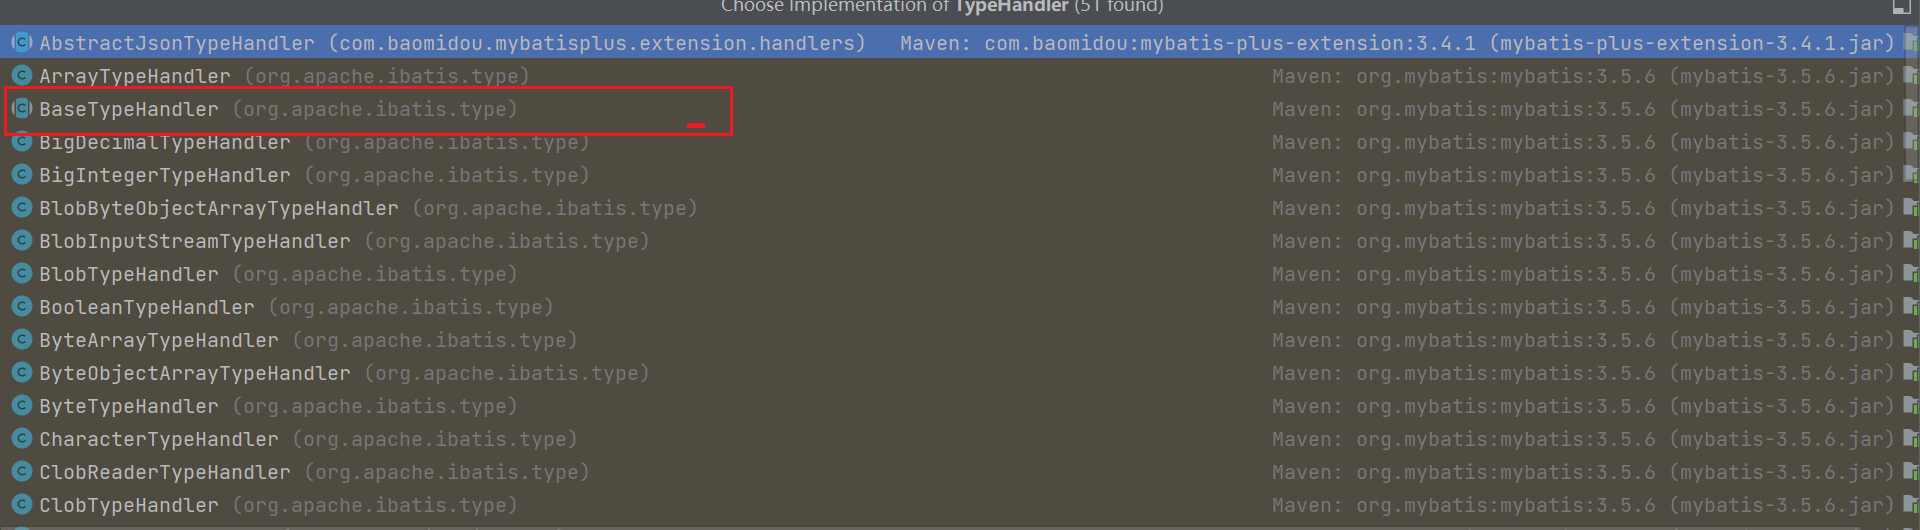 Choose Implementation of TypeHandler (51 found)
AbstractJsonTypeHandler (com.baomidou.mybatisplus.extension.handlers) Maven: com.baomidou:mybatis-plus-extension:3.4.1 (mybatis-plus-extension-3.4.1.jar)
ArrayTypeHandler (org.apache.ibatis.type) Maven: org.mybatis:mybatis:3.5.6 (mybatis-3.5.6.jar)
BaseTypeHandler (org.apache.ibatis.type) Maven: org.mybatis:mybatis:3.5.6 (mybatis-3.5.6.jar)
BigDecimalTypeHandler (org.apache.ibatis.type) Maven: org.mybatis:mybatis:3.5.6 (mybatis-3.5.6.jar)
BigIntegerTypeHandler (org.apache.ibatis.type) Maven: org.mybatis:mybatis:3.5.6 (mybatis-3.5.6.jar)
BlobByteObjectArrayTypeHandler (org.apache.ibatis.type) Maven: org.mybatis:mybatis:3.5.6 (mybatis-3.5.6.jar)
BlobInputStreamTypeHandler (org.apache.ibatis.type) Maven: org.mybatis:mybatis:3.5.6 (mybatis-3.5.6.jar)
BlobTypeHandler (org.apache.ibatis.type) Maven: org.mybatis:mybatis:3.5.6 (mybatis-3.5.6.jar)
BooleanTypeHandler (org.apache.ibatis.type) Maven: org.mybatis:mybatis:3.5.6 (mybatis-3.5.6.jar)
ByteArrayTypeHandler (org.apache.ibatis.type) Maven: org.mybatis:mybatis:3.5.6 (mybatis-3.5.6.jar)
ByteObjectArrayTypeHandler (org.apache.ibatis.type) Maven: org.mybatis:mybatis:3.5.6 (mybatis-3.5.6.jar)
ByteTypeHandler (org.apache.ibatis.type) Maven: org.mybatis:mybatis:3.5.6 (mybatis-3.5.6.jar)
CharacterTypeHandler (org.apache.ibatis.type) Maven: org.mybatis:mybatis:3.5.6 (mybatis-3.5.6.jar)
ClobReaderTypeHandler (org.apache.ibatis.type) Maven: org.mybatis:mybatis:3.5.6 (mybatis-3.5.6.jar)
ClobTypeHandler (org.apache.ibatis.type) Maven: org.mybatis:mybatis:3.5.6 (mybatis-3.5.6.jar)